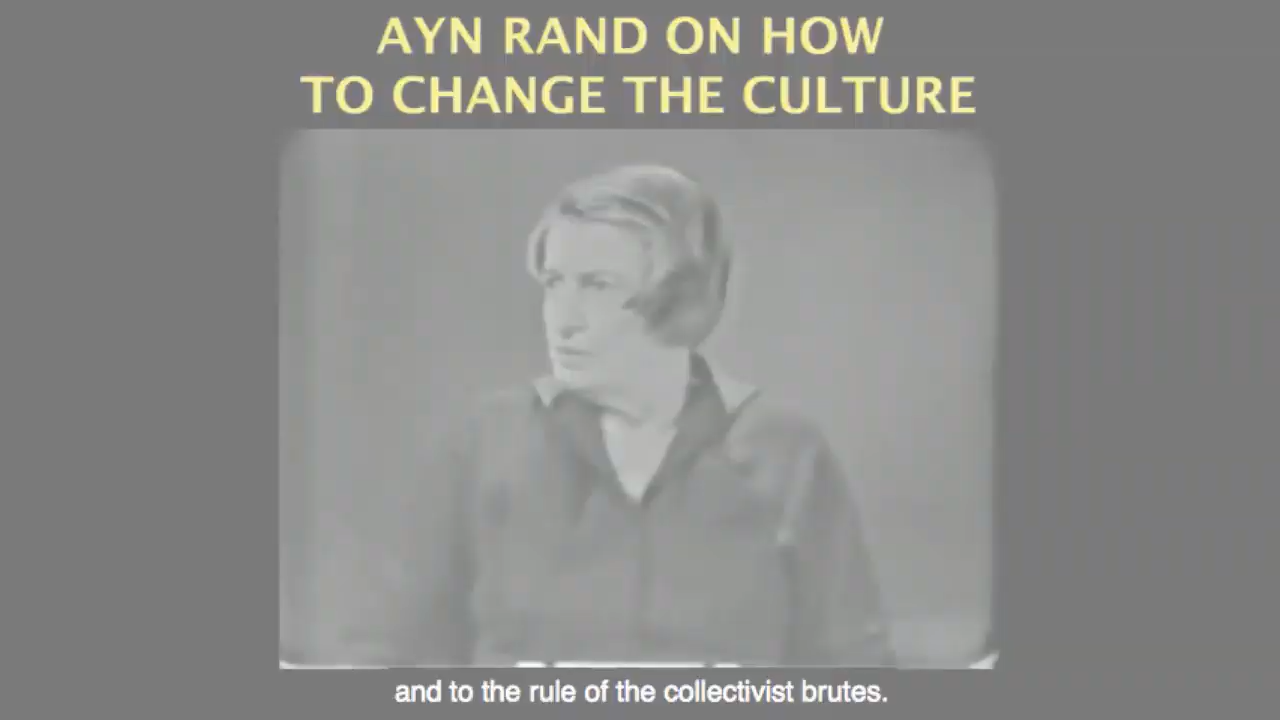 AYN RAND ON HOW
TO CHANGE THE CULTURE
and to the rule of the collectivist brutes.